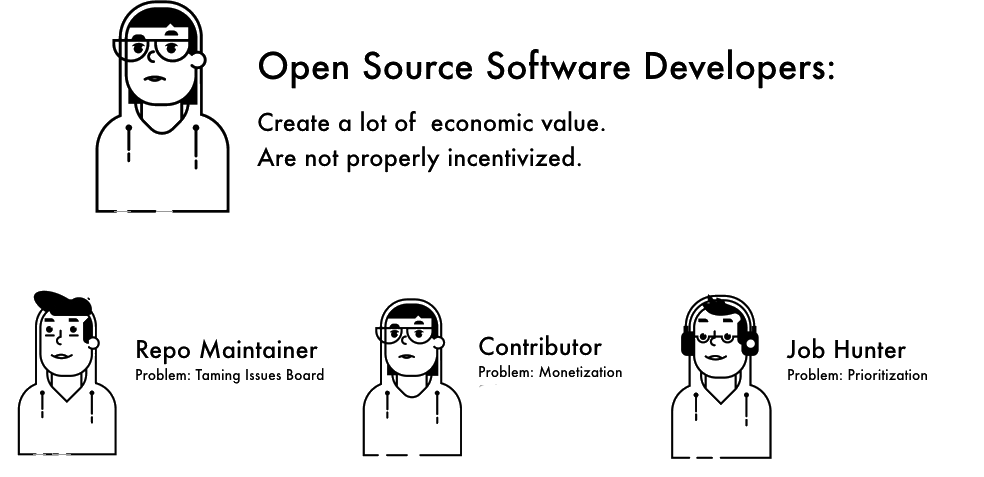 Open Source Software Developers:
Create a lot of  economic value.
Are not properly incentivized.
Repo Maintainer
Problem: Taming Issues Board
Contributor
Problem: Monetization
Job Hunter
Problem: Prioritization